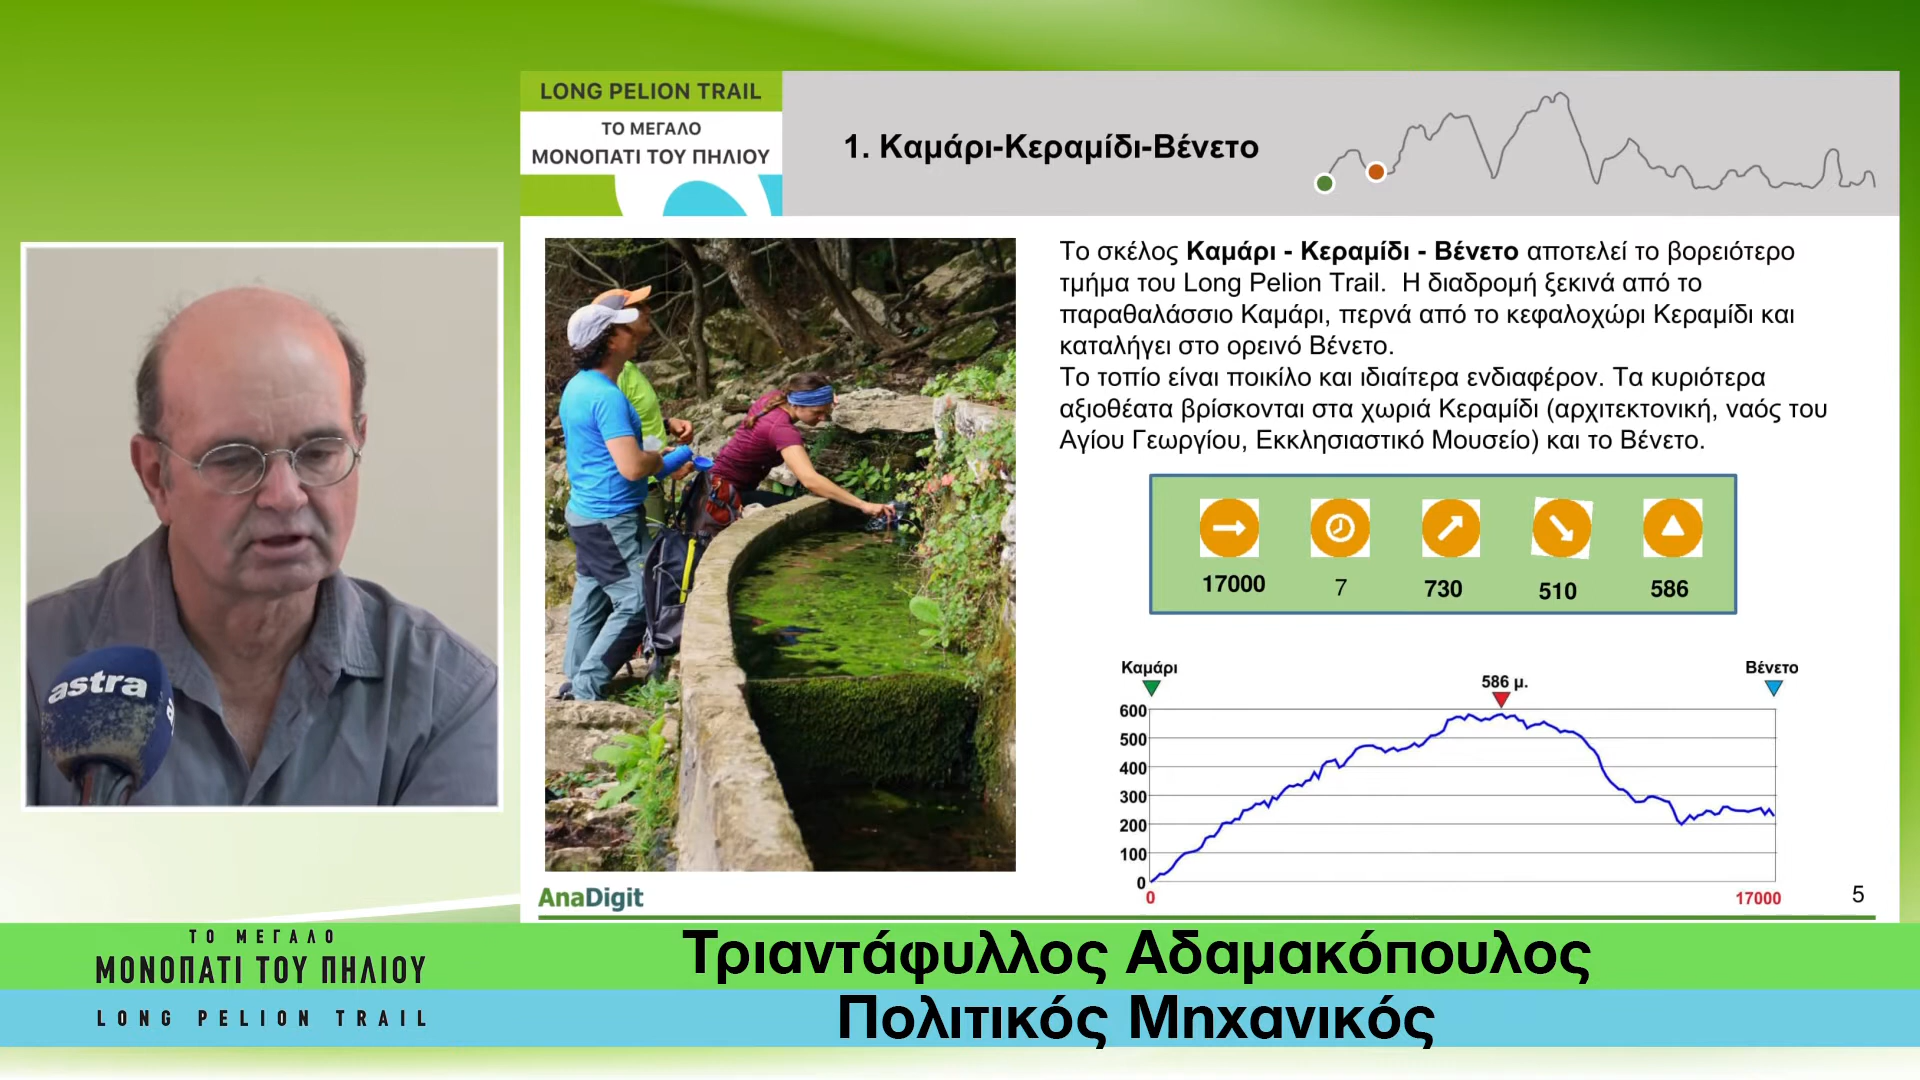 LONG PELION TRAIL
ΤΟ ΜΕΓΑΛΟ
ΜΟΝΟΠΑΤΙ ΤΟΥ ΠΗΛΙΟΥ
1. Καμάρι-Κεραμίδι-Βένετο
Το σκέλος Καμάρι - Κεραμίδι - Βένετο αποτελεί το βορειότερο
τμήμα του Long Pelion Trail. Η διαδρομή ξεκινά από το
παραθαλάσσιο Καμάρι, περνά από το κεφαλοχώρι Κεραμίδι και
καταλήγει στο ορεινό Βένετο.
Το τοπίο είναι ποικίλο και ιδιαίτερα ενδιαφέρον. Τα κυριότερα
αξιοθέατα βρίσκονται στα χωριά Κεραμίδι (αρχιτεκτονική, ναός του
Αγίου Γεωργίου, Εκκλησιαστικό Μουσείο) και το Βένετο.
17000 7 730 510 586
Καμάρι
586 μ.
Βένετο
600
500
400
300
200
100
0
0 17000
5
AnaDigit
astra
ΤΟ ΜΕΓΑΛΟ
ΜΟΝΟΠΑΤΙ ΤΟΥ ΠΗΛΙΟΥ
LONG PELION TRAIL
Τριαντάφυλλος Αδαμακόπουλος
Πολιτικός Μηχανικός